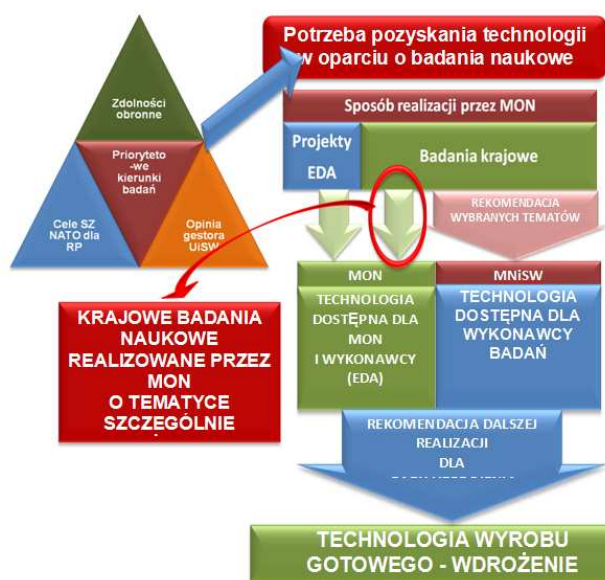 Potrzeba pozyskania technologii
w oparciu o badania naukowe
Zdolności
obronne
Prioryteto
-we
kierunki
badań
Cele SZ
NATO dla
RP
Opinia
gestora
UiSW
Sposób realizacji przez MON
Projekty
EDA
Badania krajowe
REKOMENDACJA
WYBRANYCH TEMATÓW
MON
TECHNOLOGIA
DOSTĘPNA DLA
MON
I WYKONAWCY
(EDA)
MNiSW
TECHNOLOGIA
DOSTĘPNA DLA
WYKONAWCY
BADAŃ
KRAJOWE BADANIA
NAUKOWE
REALIZOWANE PRZEZ
MON
O TEMATYCE
SZCZEGÓLNIE
REKOMENDACJA DALSZEJ
REALIZACJI
DLA
TECHNOLOGIA WYROBU
GOTOWEGO - WDROŻENIE